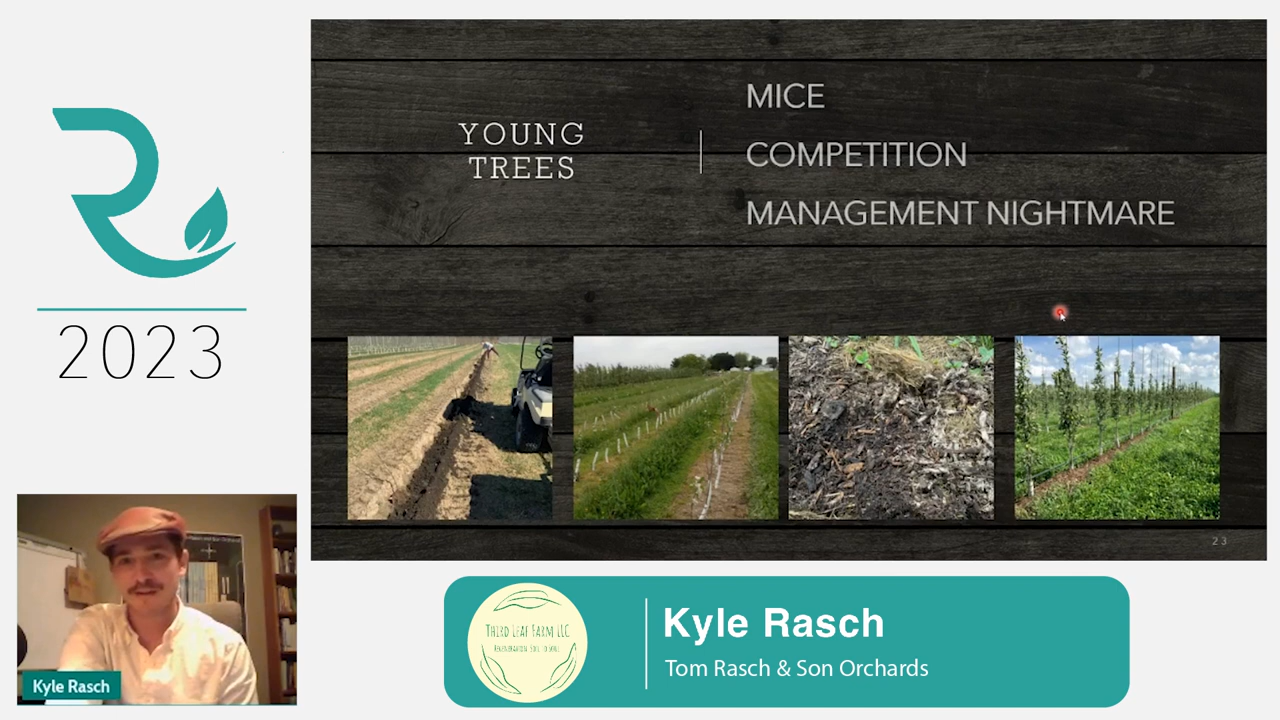 2023
YOUNG
TREES
MICE
COMPETITION
MANAGEMENT NIGHTMARE
23
Kyle Rasch
THIRD LEAF FARM LLC
Kyle Rasch
Tom Rasch & Son Orchards